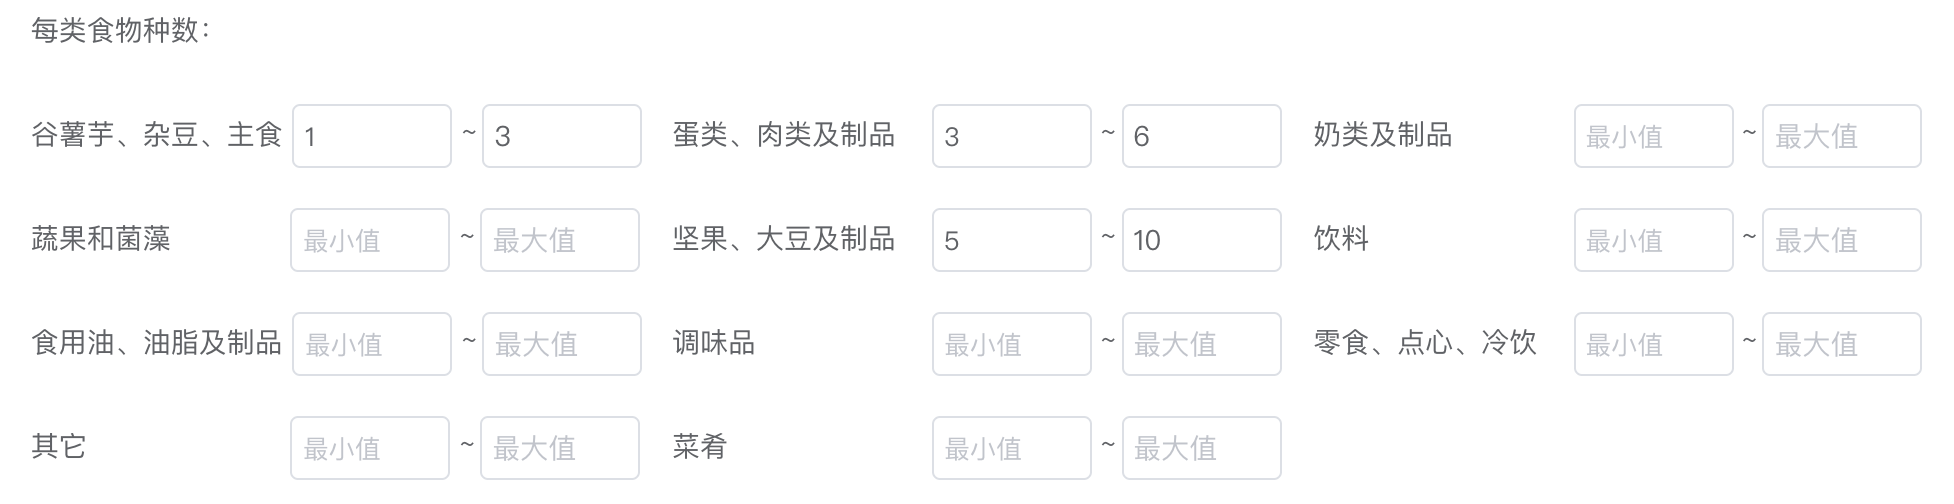 每类食物种数：
谷薯芋、杂豆、主食 1 ~ 3 蛋类、肉类及制品 3 ~ 6 奶类及制品 最小值 ~ 最大值
蔬果和菌藻 最小值 ~ 最大值 坚果、大豆及制品 5 ~ 10 饮料 最小值 ~ 最大值
食用油、油脂及制品 最小值 ~ 最大值 调味品 最小值 ~ 最大值 零食、点心、冷饮 最小值 ~ 最大值
其它 最小值 ~ 最大值 菜肴 最小值 ~ 最大值